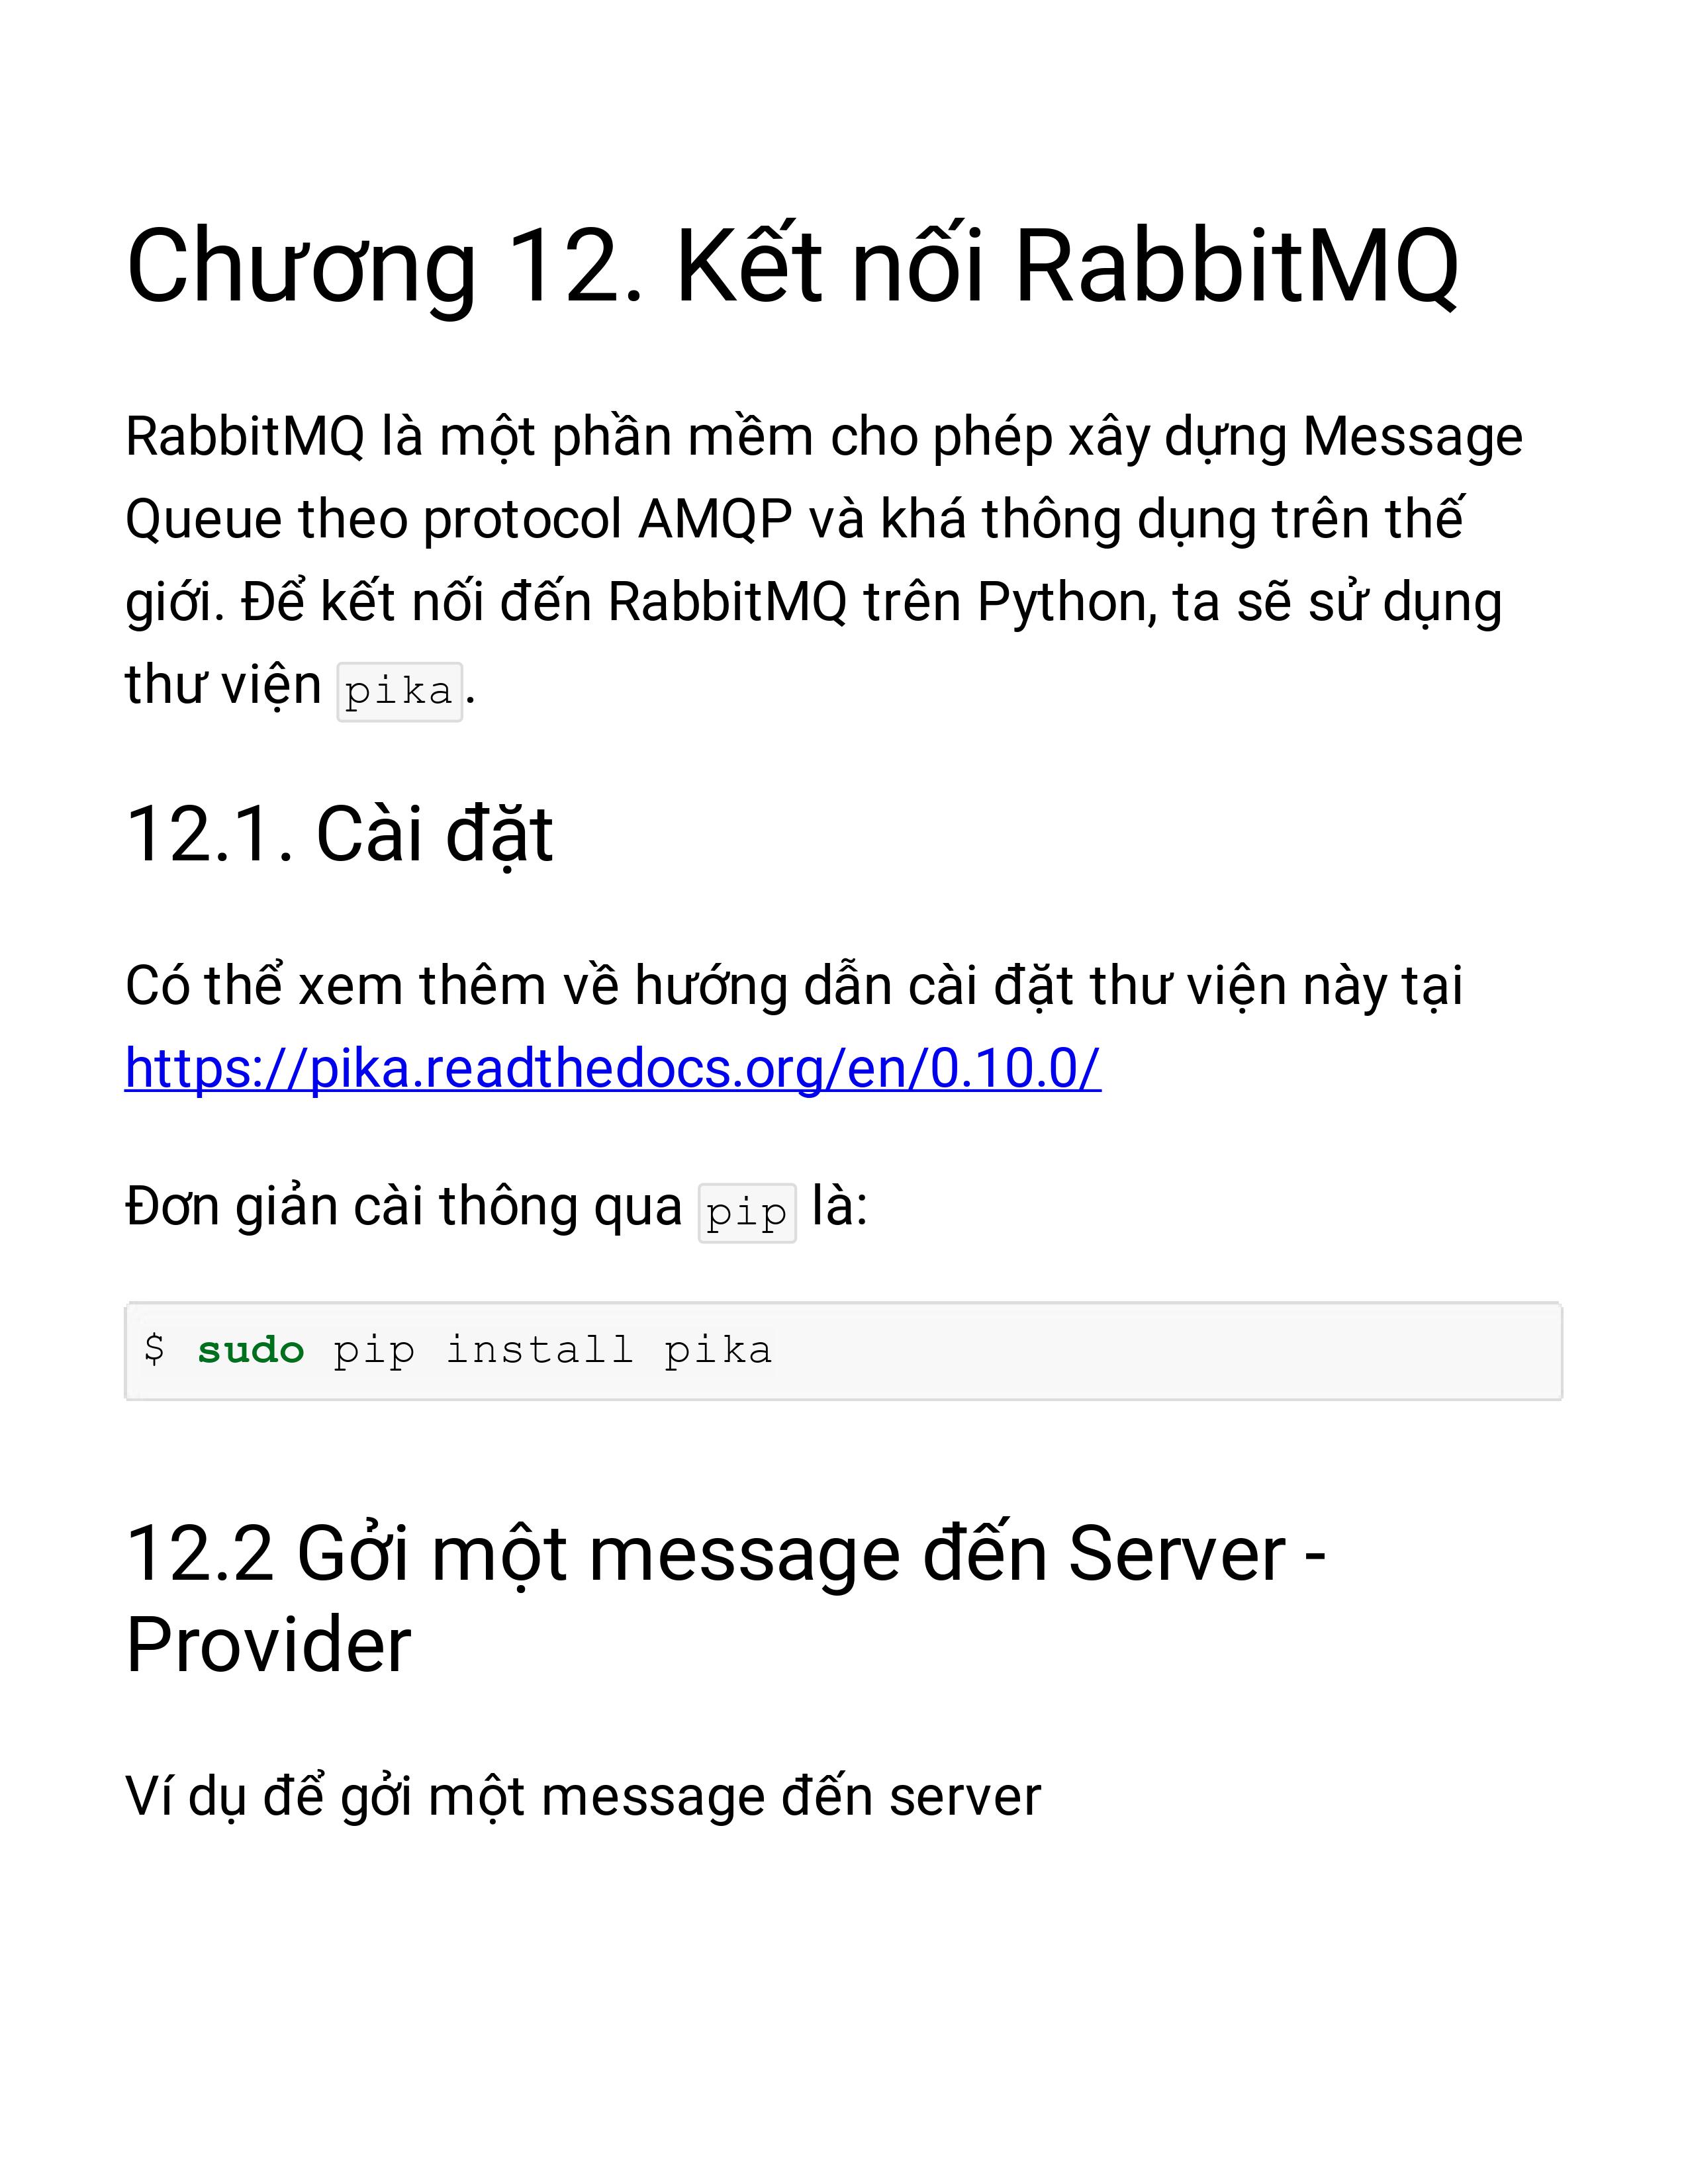 Chương 12. Kết nối RabbitMQ
RabbitMQ là một phần mềm cho phép xây dựng Message
Queue theo protocol AMQP và khá thông dụng trên thế
giới. Để kết nối đến RabbitMQ trên Python, ta sẽ sử dụng
thư viện pika.
12.1. Cài đặt
Có thể xem thêm về hướng dẫn cài đặt thư viện này tại
https://pika.readthedocs.org/en/0.10.0/
Đơn giản cài thông qua pip là:
$ sudo pip install pika
12.2 Gởi một message đến Server -
Provider
Ví dụ để gởi một message đến server